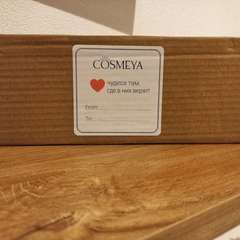 COSMEYA
чудеса там,
где в них верят!
From:
To: